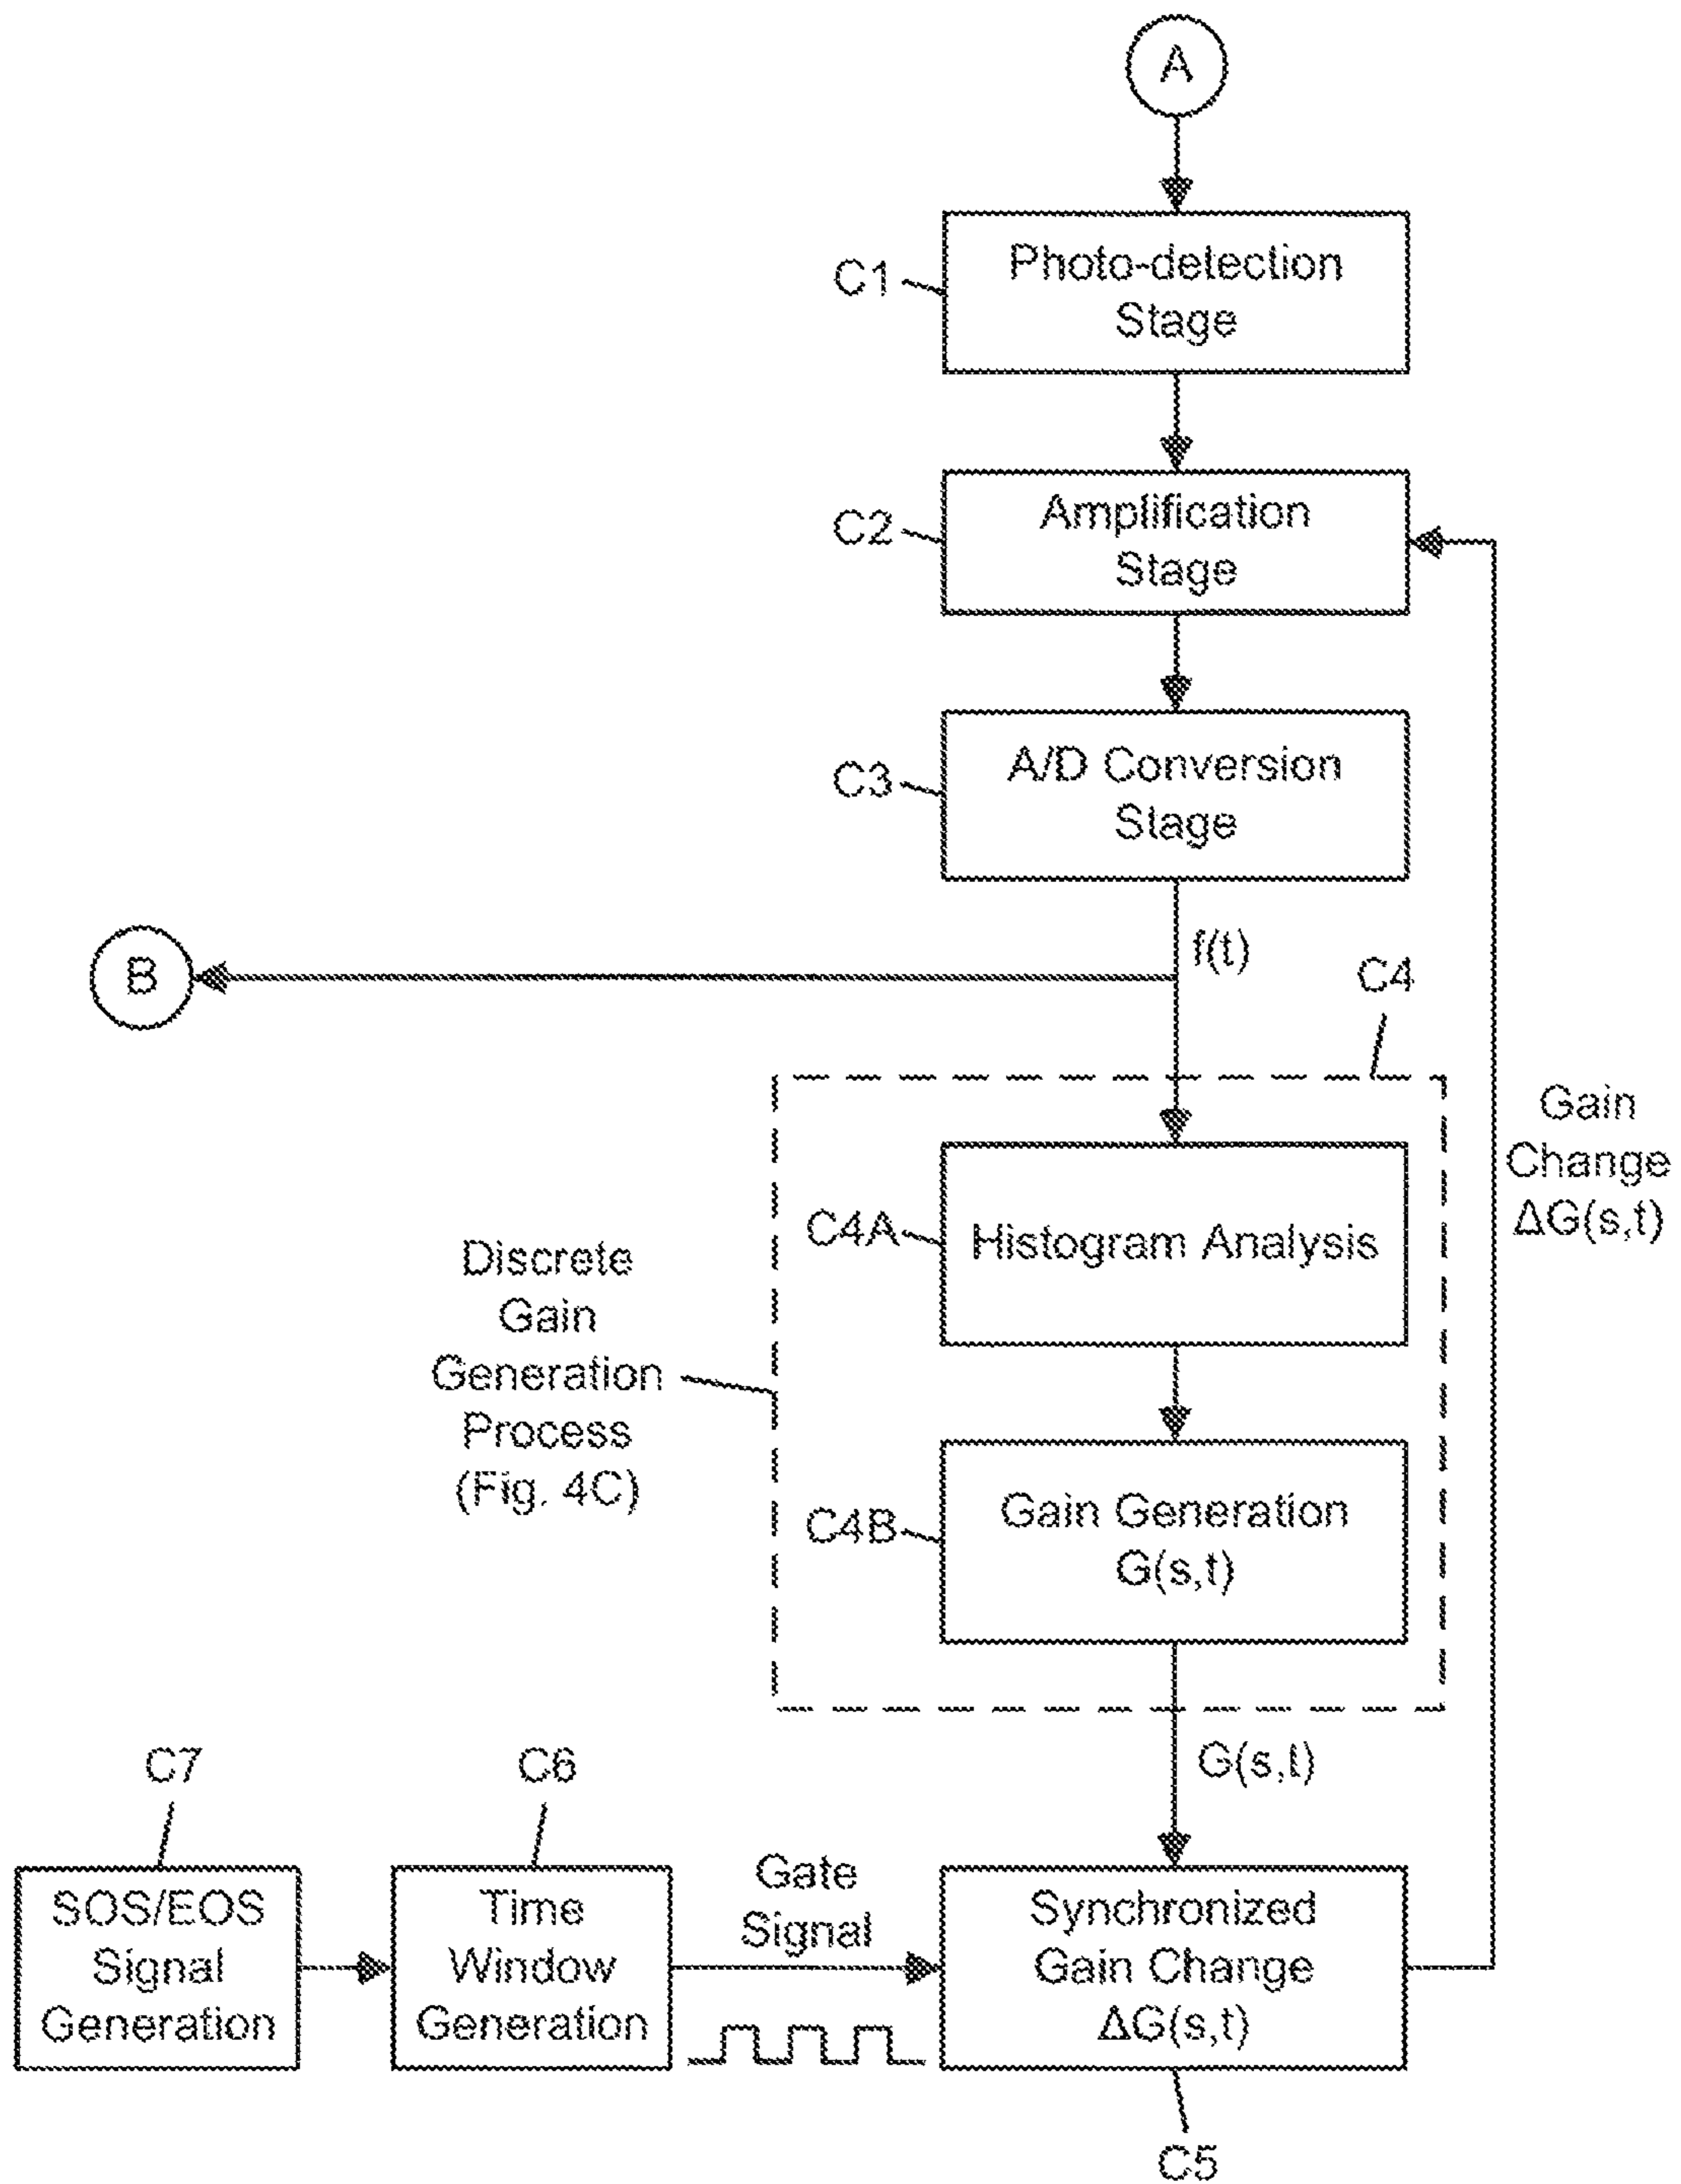 A
C1
Photo-detection
Stage
C2
Amplification
Stage
C3
A/D Conversion
Stage
f(t)
B
C4
Gain
Change
ΔG(s,t)
C4A
Histogram Analysis
Discrete
Gain
Generation
Process
(Fig. 4C)
C4B
Gain Generation
G(s,t)
G(s,t)
C7
SOS/EOS
Signal
Generation
C6
Time
Window
Generation
Gate
Signal
Synchronized
Gain Change
ΔG(s,t)
C5